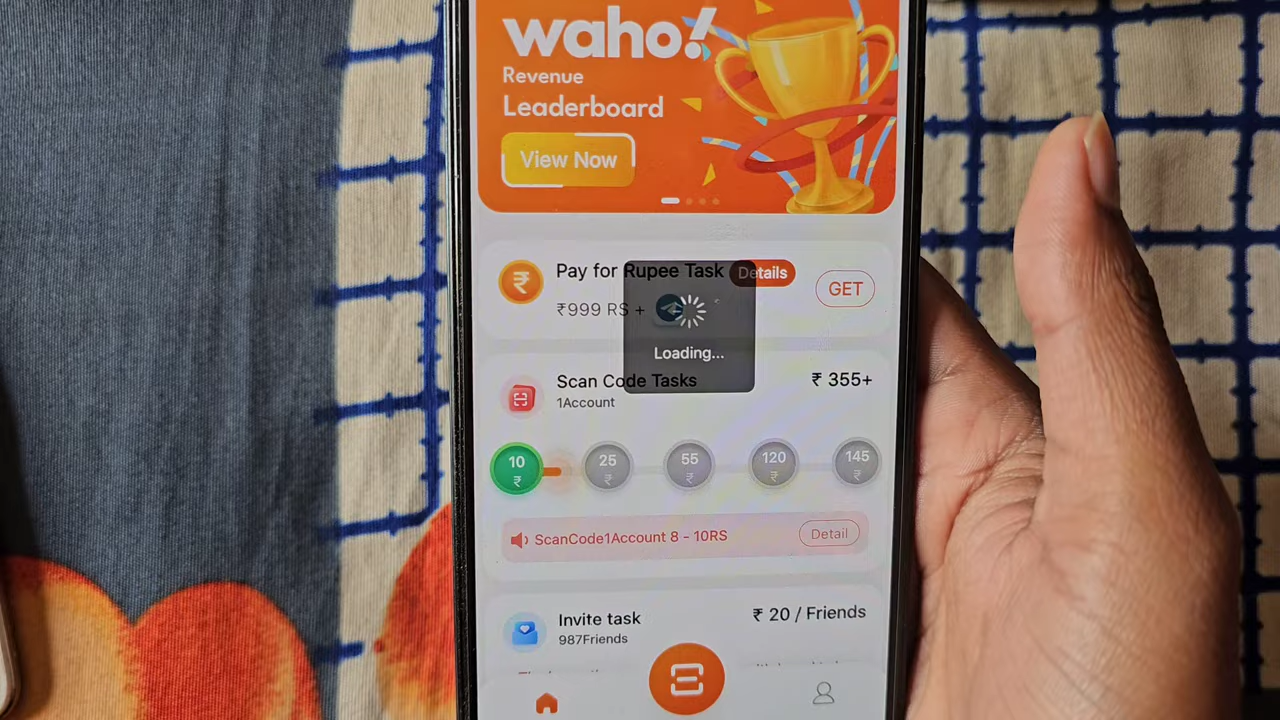 waho!
Revenue
Leaderboard
View Now
Pay for Rupee Task Details
₹
₹999 RS +
GET
Loading...
Scan Code Tasks
1Account
₹ 355+
10 25 55 120 145
₹ ₹ ₹ ₹ ₹
ScanCode1Account 8 - 10RS Detail
Invite task
987Friends
₹ 20 / Friends